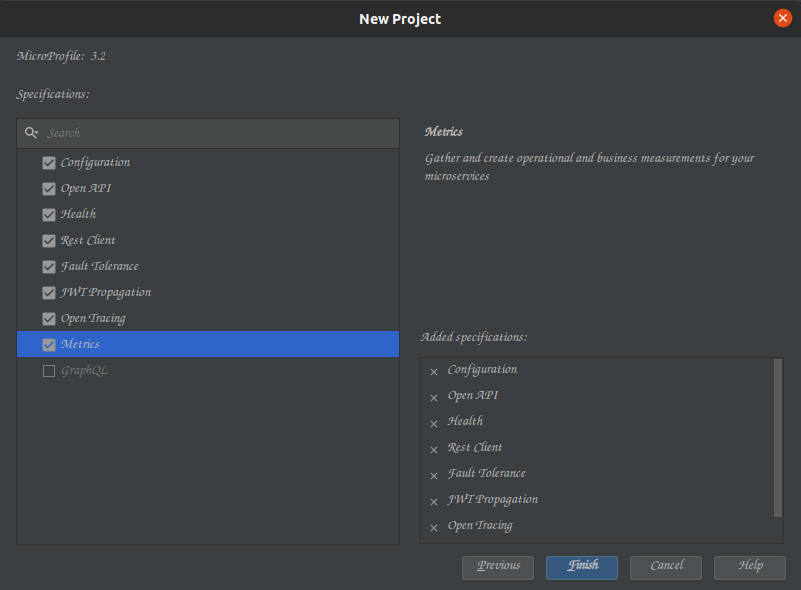 New Project
MicroProfile: 3.2
Specifications:
Search
Configuration
Open API
Health
Rest Client
Fault Tolerance
JWT Propagation
Open Tracing
Metrics
GraphQL
Metrics
Gather and create operational and business measurements for your
microservices
Added specifications:
Configuration
Open API
Health
Rest Client
Fault Tolerance
JWT Propagation
Open Tracing
Previous
Finish
Cancel
Help